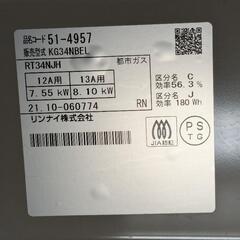 品名コード 51-4957
販売型式 KG34NBEL
RT34NJH 都市ガス
12A用 13A用
7.55 kW 8.10 kW
区分名 C
効率56.3 %
区分名 J
効率 180 Wh
21.10-060774 RN
リンナイ株式会社
JIA認証
PS
TG